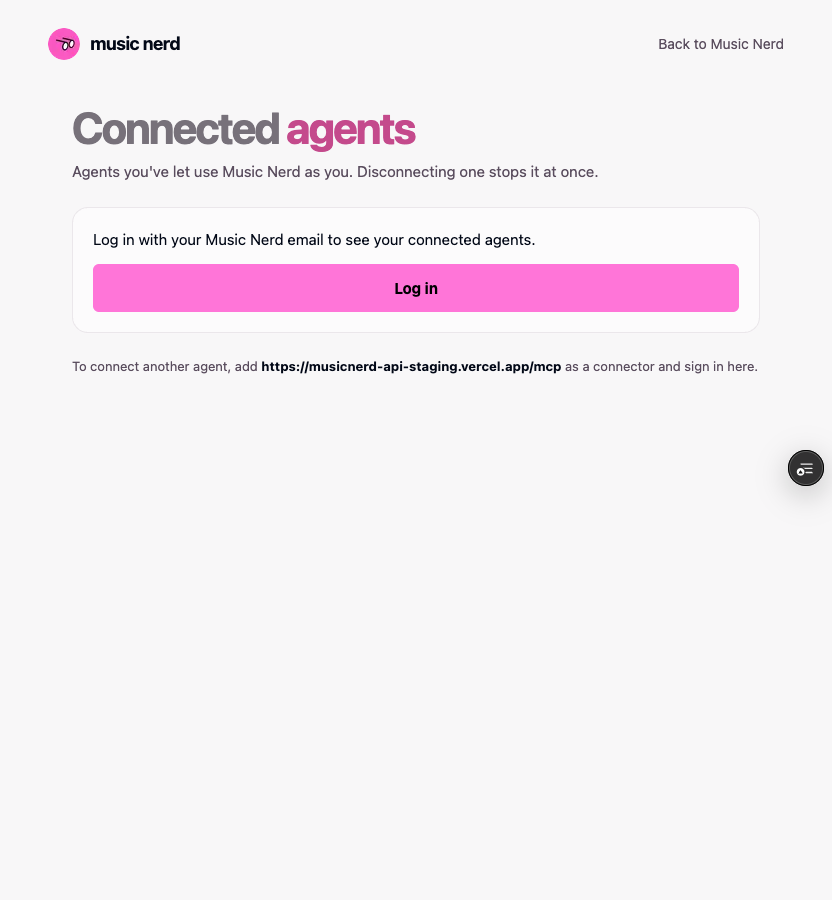 music nerd
Back to Music Nerd
Connected agents
Agents you've let use Music Nerd as you. Disconnecting one stops it at once.
Log in with your Music Nerd email to see your connected agents.
Log in
To connect another agent, add https://musicnerd-api-staging.vercel.app/mcp as a connector and sign in here.